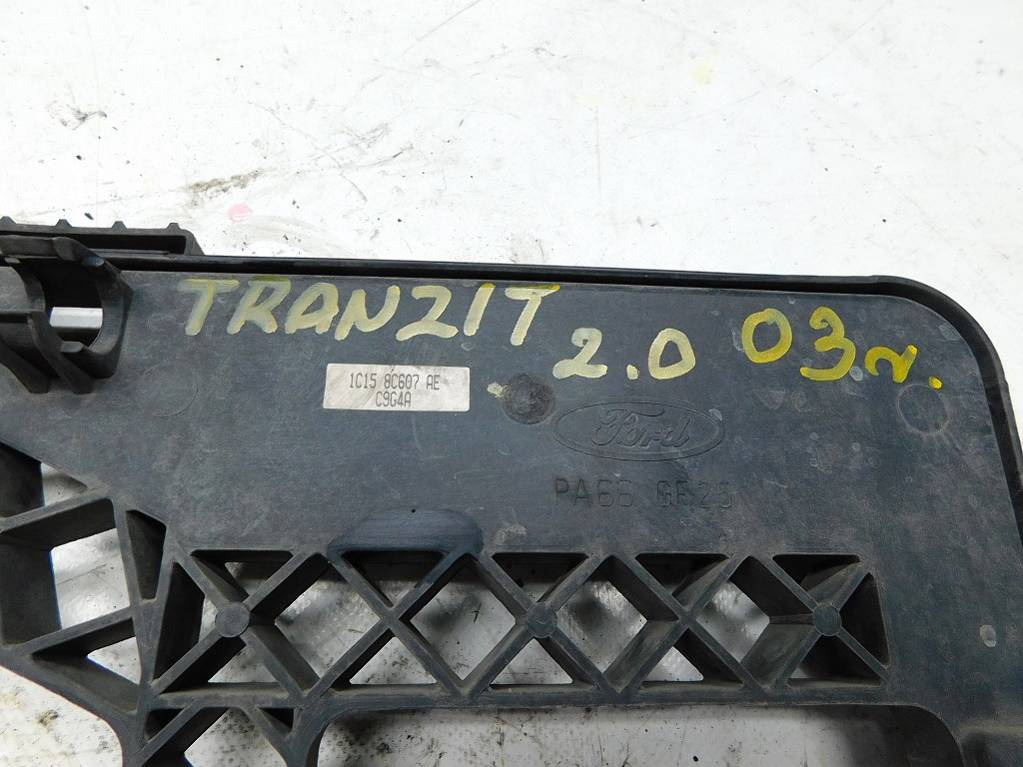 TRANZIT 2.0 03г.
1C15 8C607 AE
C9G4A
Ford
PA66 GF25